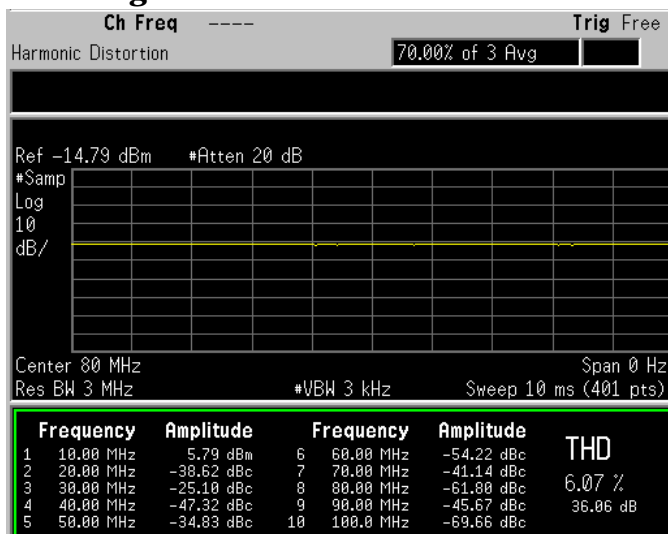 Ch Freq ---- Trig Free
Harmonic Distortion 70.00% of 3 Avg
Ref -14.79 dBm #Atten 20 dB
#Samp
Log
10
dB/
Center 80 MHz Span 0 Hz
Res BW 3 MHz #VBW 3 kHz Sweep 10 ms (401 pts)
Frequency Amplitude Frequency Amplitude THD
1 10.00 MHz 5.79 dBm 6 60.00 MHz -54.22 dBc
2 20.00 MHz -38.62 dBc 7 70.00 MHz -41.14 dBc
3 30.00 MHz -25.10 dBc 8 80.00 MHz -61.80 dBc 6.07 %
4 40.00 MHz -47.32 dBc 9 90.00 MHz -45.67 dBc 36.06 dB
5 50.00 MHz -34.83 dBc 10 100.0 MHz -69.66 dBc